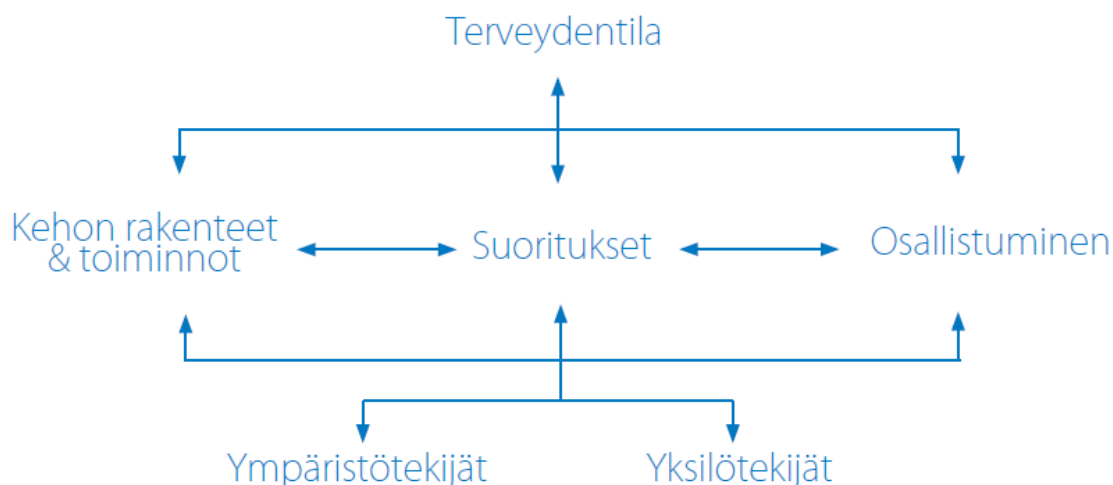 Terveydentila
Kehon rakenteet
& toiminnot
Suoritukset
Osallistuminen
Ympäristötekijät
Yksilötekijät